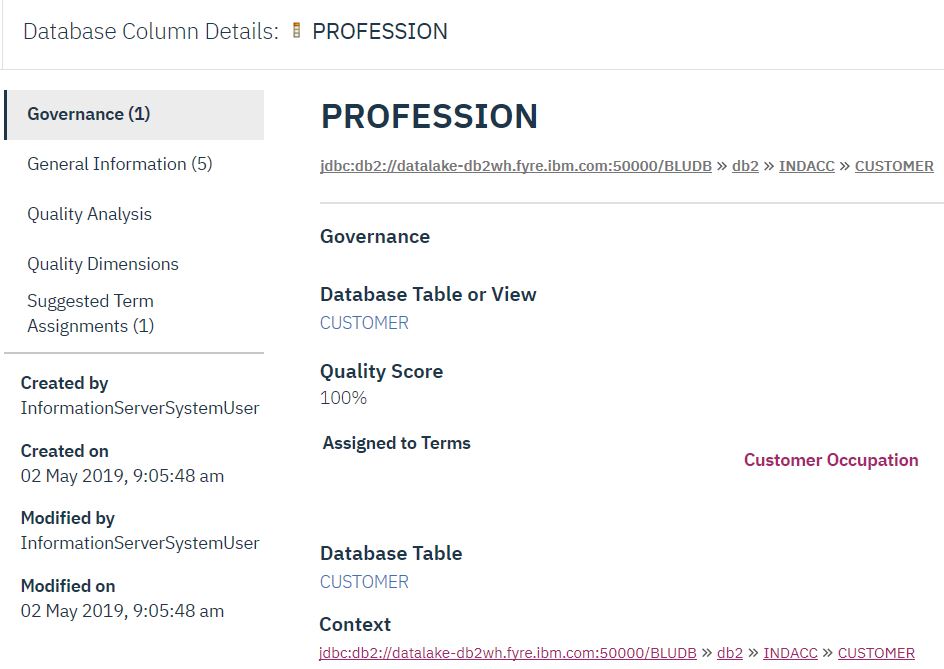 Database Column Details: PROFESSION
Governance (1)
General Information (5)
Quality Analysis
Quality Dimensions
Suggested Term
Assignments (1)
Created by
InformationServerSystemUser
Created on
02 May 2019, 9:05:48 am
Modified by
InformationServerSystemUser
Modified on
02 May 2019, 9:05:48 am
PROFESSION
jdbc:db2://datalake-db2wh.fyre.ibm.com:50000/BLUDB » db2 » INDACC » CUSTOMER
Governance
Database Table or View
CUSTOMER
Quality Score
100%
Assigned to Terms
Customer Occupation
Database Table
CUSTOMER
Context
jdbc:db2://datalake-db2wh.fyre.ibm.com:50000/BLUDB » db2 » INDACC » CUSTOMER